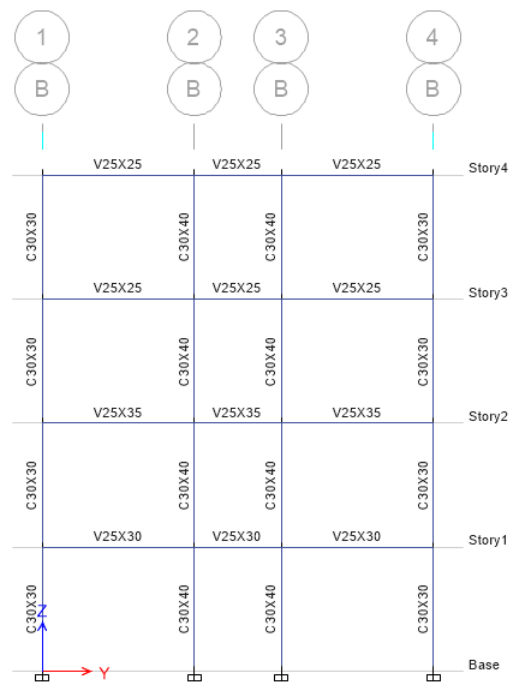 1 2 3 4
B B B B
V25X25 V25X25 V25X25 Story4
C30X30 C30X40 C30X40 C30X30
V25X25 V25X25 V25X25 Story3
C30X30 C30X40 C30X40 C30X30
V25X35 V25X35 V25X35 Story2
C30X30 C30X40 C30X40 C30X30
V25X30 V25X30 V25X30 Story1
C30X30 C30X40 C30X40 C30X30
Z
Y Base